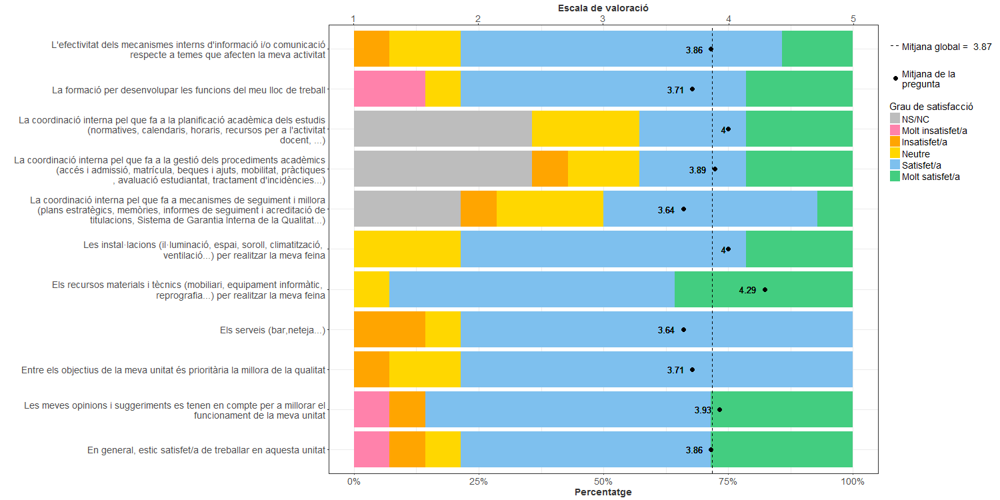 Escala de valoració
1 2 3 4 5
L'efectivitat dels mecanismes interns d'informació i/o comunicació
respecte a temes que afecten la meva activitat
3.86
La formació per desenvolupar les funcions del meu lloc de treball
3.71
La coordinació interna pel que fa a la planificació acadèmica dels estudis
(normatives, calendaris, horaris, recursos per a l'activitat
docent, ...)
4
La coordinació interna pel que fa a la gestió dels procediments acadèmics
(accés i admissió, matrícula, beques i ajuts, mobilitat, pràctiques
, avaluació estudiantat, tractament d'incidències...)
3.89
La coordinació interna pel que fa a mecanismes de seguiment i millora
(plans estratègics, memòries, informes de seguiment i acreditació de
titulacions, Sistema de Garantia Interna de la Qualitat...)
3.64
Les instal·lacions (il·luminació, espai, soroll, climatització,
ventilació...) per realitzar la meva feina
4
Els recursos materials i tècnics (mobiliari, equipament informàtic,
reprografia...) per realitzar la meva feina
4.29
Els serveis (bar,neteja...)
3.64
Entre els objectius de la meva unitat és prioritària la millora de la qualitat
3.71
Les meves opinions i suggeriments es tenen en compte per a millorar el
funcionament de la meva unitat
3.93
En general, estic satisfet/a de treballar en aquesta unitat
3.86
0% 25% 50% 75% 100%
Percentatge
Mitjana global = 3.87
Mitjana de la
pregunta
Grau de satisfacció
NS/NC
Molt insatisfet/a
Insatisfet/a
Neutre
Satisfet/a
Molt satisfet/a